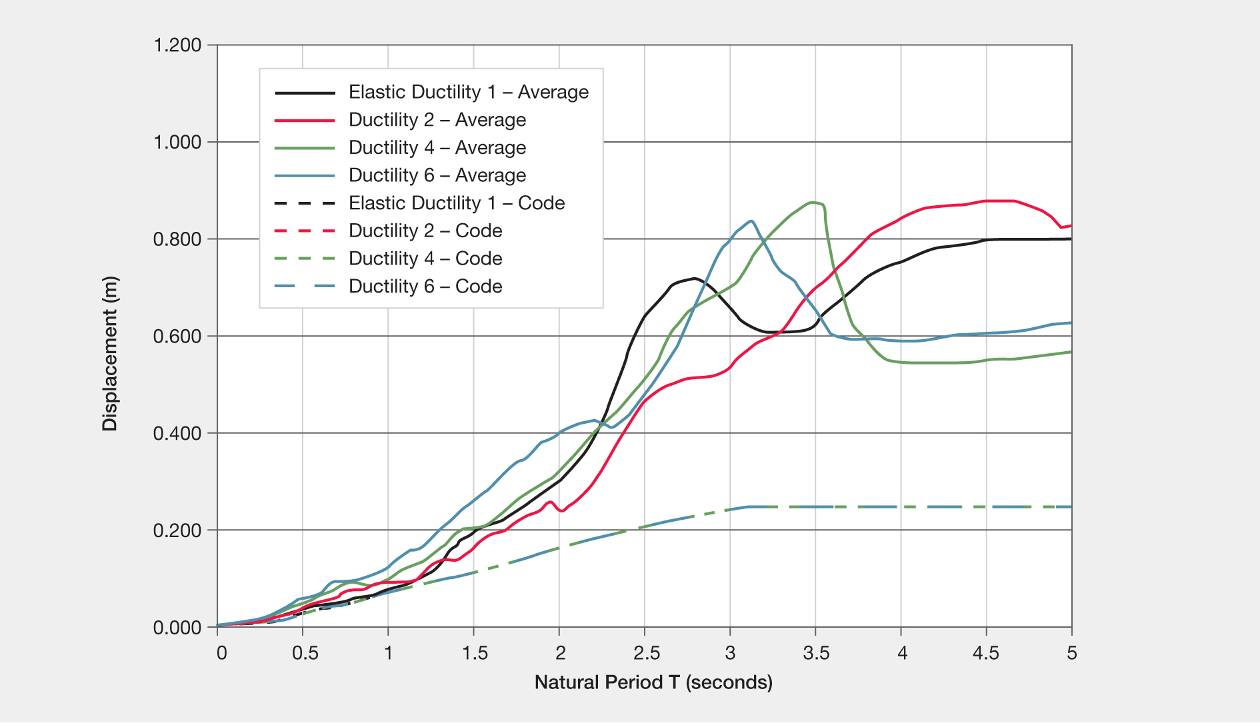 1.200
1.000
0.800
0.600
0.400
0.200
0.000
Displacement (m)
Elastic Ductility 1 – Average
Ductility 2 – Average
Ductility 4 – Average
Ductility 6 – Average
Elastic Ductility 1 – Code
Ductility 2 – Code
Ductility 4 – Code
Ductility 6 – Code
0 0.5 1 1.5 2 2.5 3 3.5 4 4.5 5
Natural Period T (seconds)